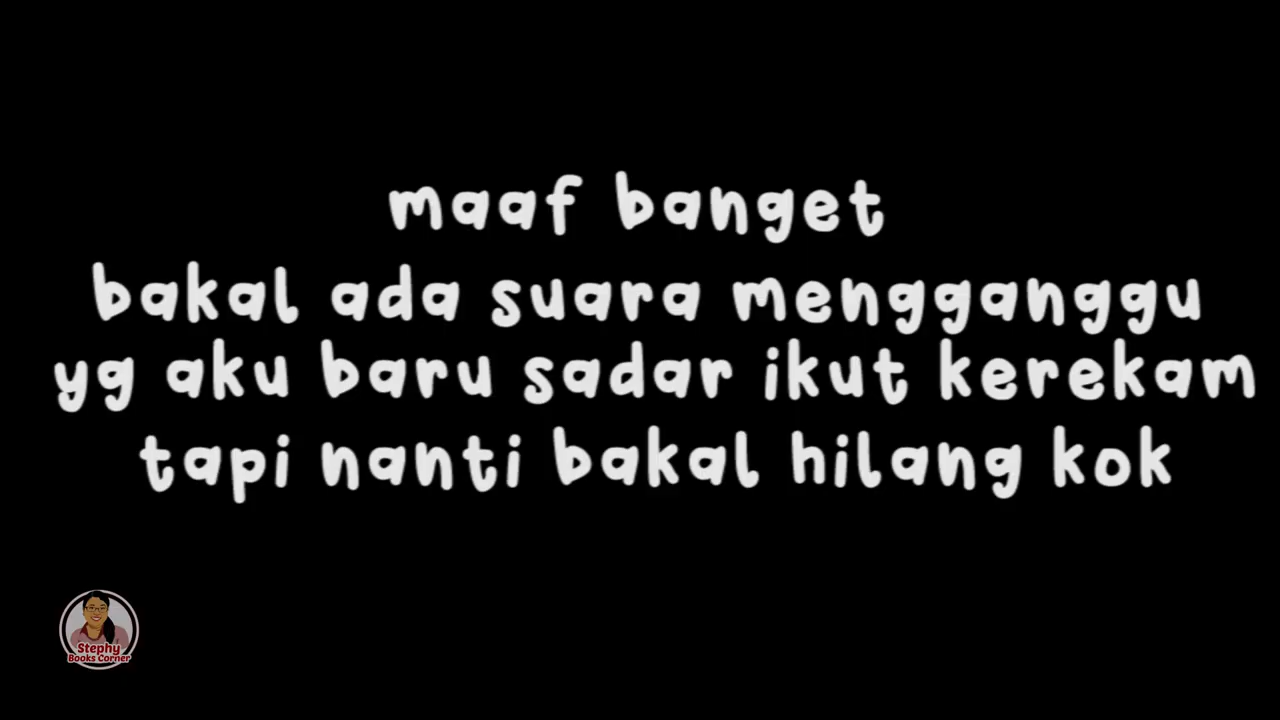 maaf banget
bakal ada suara mengganggu
yg aku baru sadar ikut kerekam
tapi nanti bakal hilang kok
Stephy
Books Corner